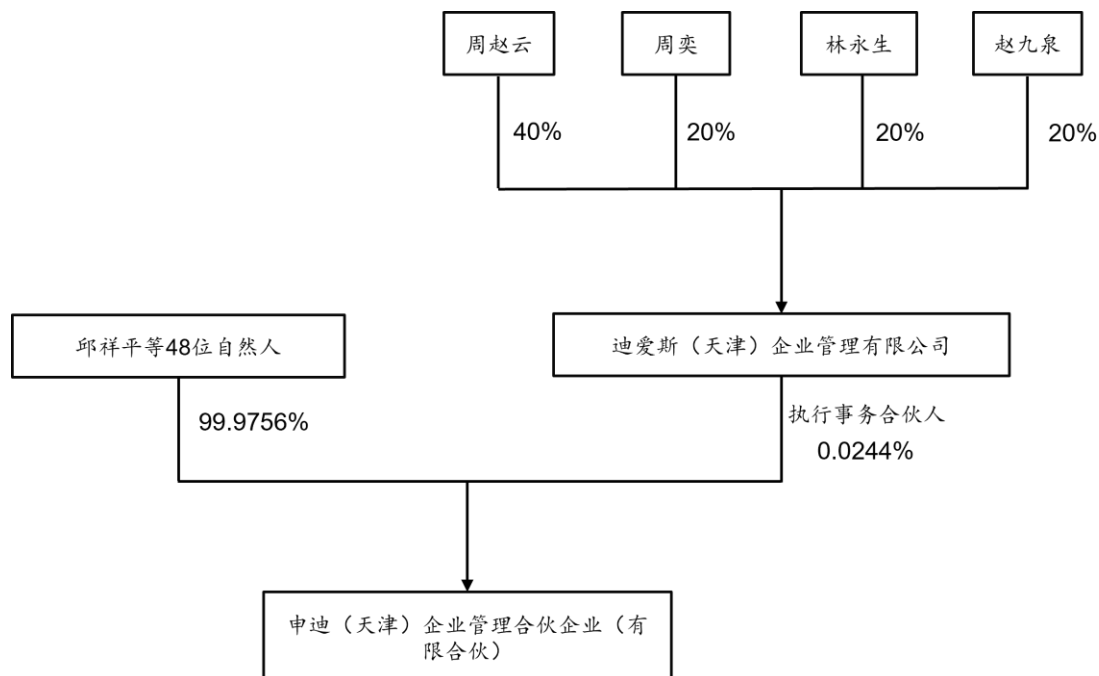 周赵云
周奕
林永生
赵九泉
40%
20%
20%
20%
邱祥平等48位自然人
迪爱斯（天津）企业管理有限公司
99.9756%
执行事务合伙人
0.0244%
申迪（天津）企业管理合伙企业（有
限合伙）